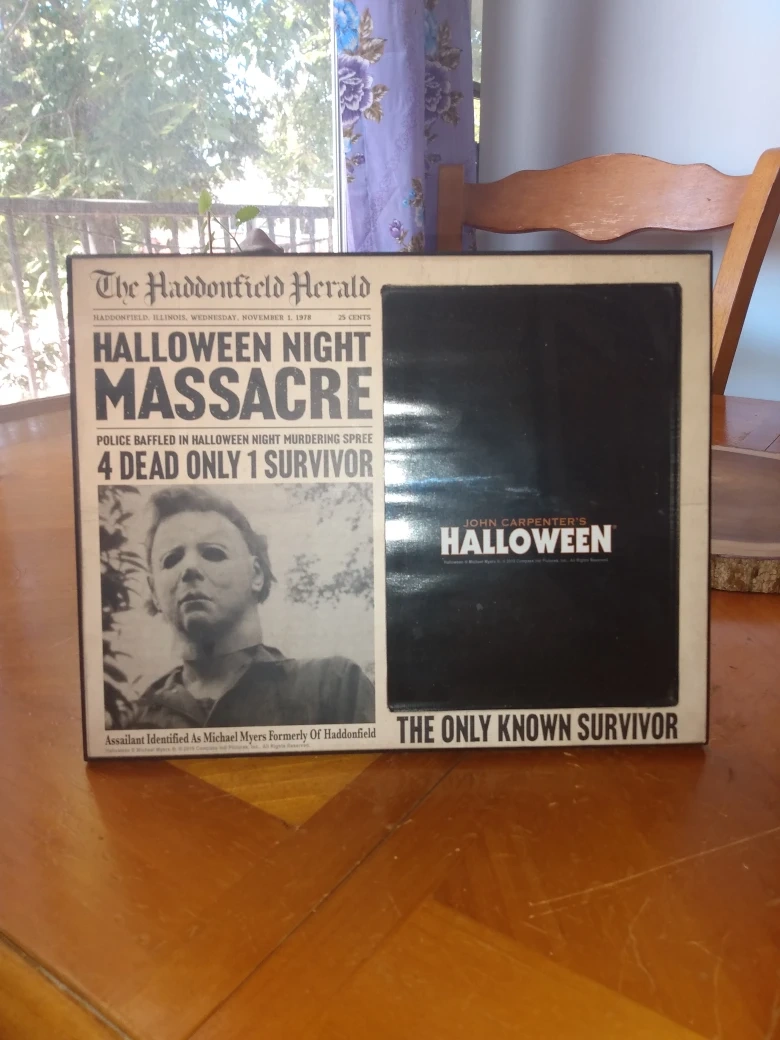 The Haddonfield Herald
HADDONFIELD, ILLINOIS, WEDNESDAY, NOVEMBER 1, 1978 25 CENTS
HALLOWEEN NIGHT
MASSACRE
POLICE BAFFLED IN HALLOWEEN NIGHT MURDERING SPREE
4 DEAD ONLY 1 SURVIVOR
Assailant Identified As Michael Myers Formerly Of Haddonfield
JOHN CARPENTER'S
HALLOWEEN
THE ONLY KNOWN SURVIVOR